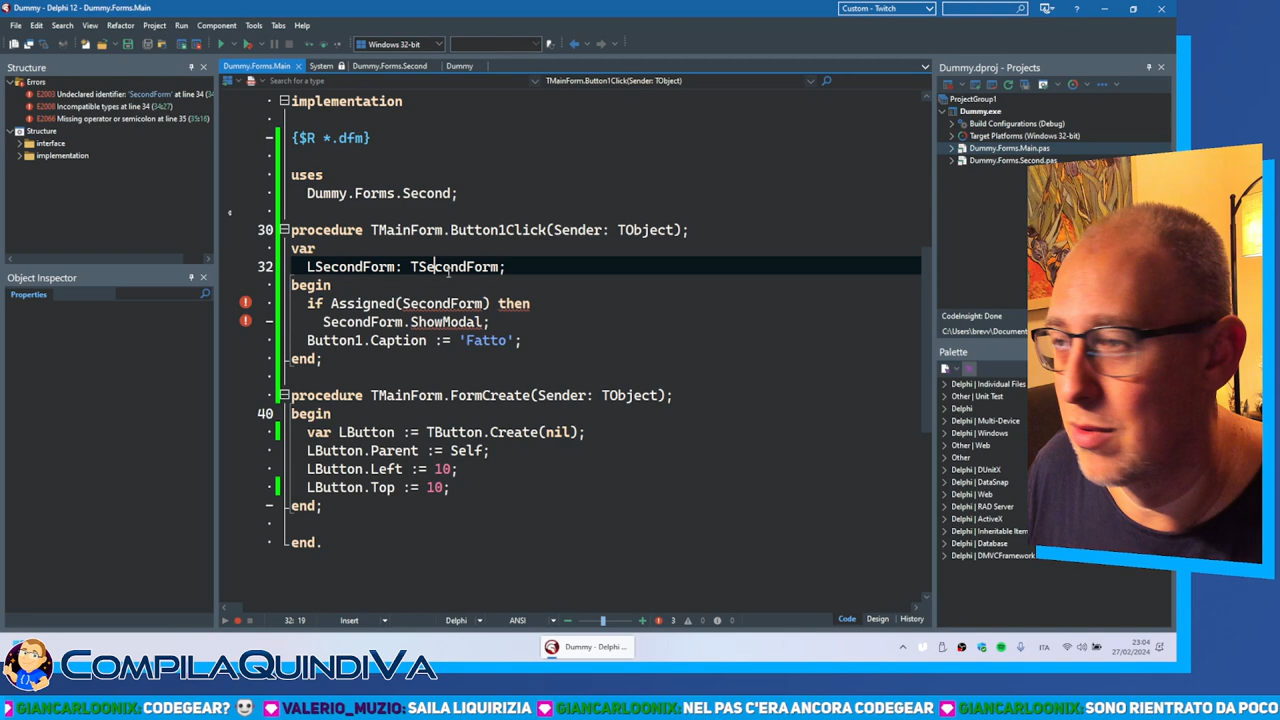 Dummy - Delphi 12 - Dummy.Forms.Main
Custom - Twitch
File Edit Search View Refactor Project Run Component Tools Tabs Help
Windows 32-bit
Structure
Errors
E2003 Undeclared identifier: 'SecondForm' at line 34 (34
E2008 Incompatible types at line 34 (34:27)
E2066 Missing operator or semicolon at line 35 (35:16)
Structure
interface
implementation
Object Inspector
Properties
Dummy.Forms.Main System Dummy.Forms.Second Dummy
Search for a type
TMainForm.Button1Click(Sender: TObject)
implementation
{$R *.dfm}
uses
Dummy.Forms.Second;
30 procedure TMainForm.Button1Click(Sender: TObject);
var
32 LSecondForm: TSecondForm;
begin
if Assigned(SecondForm) then
SecondForm.ShowModal;
Button1.Caption := 'Fatto';
end;
procedure TMainForm.FormCreate(Sender: TObject);
40 begin
var LButton := TButton.Create(nil);
LButton.Parent := Self;
LButton.Left := 10;
LButton.Top := 10;
end;
end.
32: 19 Insert Delphi ANSI 3 0 0 Code Design History
Dummy.dproj - Projects
ProjectGroup1
Dummy.exe
Build Configurations (Debug)
Target Platforms (Windows 32-bit)
Dummy.Forms.Main.pas
Dummy.Forms.Second.pas
CodeInsight: Done
C:\Users\brevv\Document
Palette
Delphi | Individual Files
Other | Unit Test
Delphi
Delphi | Multi-Device
Delphi | Windows
Other | Web
Other
Delphi | DUnitX
Delphi | DataSnap
Delphi | Web
Delphi | RAD Server
Delphi | ActiveX
Delphi | Inheritable Item
Delphi | Database
Delphi | DMVCFramework
Dummy - Delphi ...
ITA
23:04
27/02/2024
COMPILAQUINDIVA
GIANCARLOONIX: CODEGEAR? VALERIO_MUZIO: SAILA LIQUIRIZIA GIANCARLOONIX: NEL PAS C'ERA ANCORA CODEGEAR GIANCARLOONIX: SONO RIENTRATO DA POCO